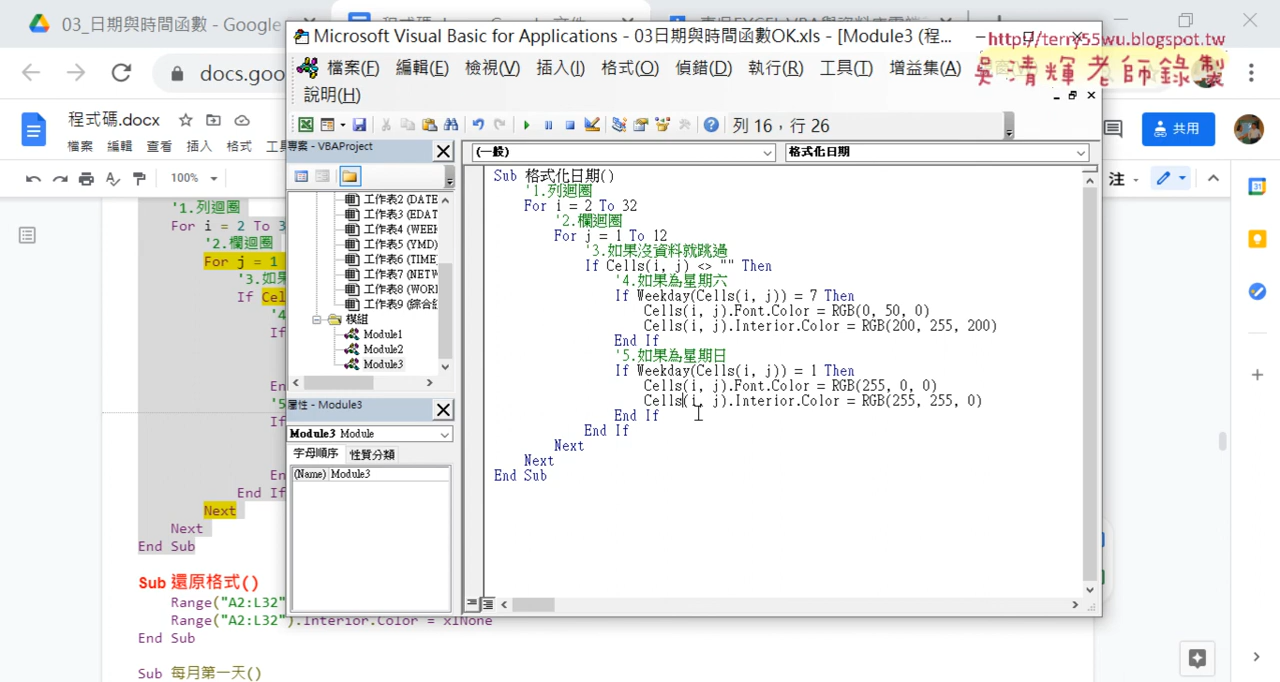 03_日期與時間函數 - Google
Microsoft Visual Basic for Applications - 03日期與時間函數OK.xls - [Module3 (程...
http://terry55wu.blogspot.tw
吳清輝老師錄製
docs.goo
檔案(F) 編輯(E) 檢視(V) 插入(I) 格式(O) 偵錯(D) 執行(R) 工具(T) 增益集(A)
說明(H)
程式碼.docx
檔案 編輯 查看 插入 格式
共用
列 16，行 26
專案 - VBAProject
(一般)
格式化日期
100%
注
工作表2 (DATE
工作表3 (EDAT
工作表4 (WEEK
工作表5 (YMD)
工作表6 (TIME
工作表7 (NETW
工作表8 (WORK
模組
Module1
Module2
Module3
屬性 - Module3
Module3 Module
字母順序 性質分類
(Name) Module3
Sub 格式化日期()
'1.列迴圈
For i = 2 To 32
'2.欄迴圈
For j = 1 To 12
'3.如果沒資料就跳過
If Cells(i, j) <> "" Then
'4.如果為星期六
If Weekday(Cells(i, j)) = 7 Then
Cells(i, j).Font.Color = RGB(0, 50, 0)
Cells(i, j).Interior.Color = RGB(200, 255, 200)
End If
'5.如果為星期日
If Weekday(Cells(i, j)) = 1 Then
Cells(i, j).Font.Color = RGB(255, 0, 0)
Cells(i, j).Interior.Color = RGB(255, 255, 0)
End If
End If
Next
Next
End Sub
'1.列迴圈
For i = 2 To 3
'2.欄迴圈
For j = 1
'3.如
If Cel
'4
If
En
'5
If
En
End If
Next
Next
End Sub
Sub 還原格式()
Range("A2:L32"
Range("A2:L32").Interior.Color = xlNone
End Sub
Sub 每月第一天()